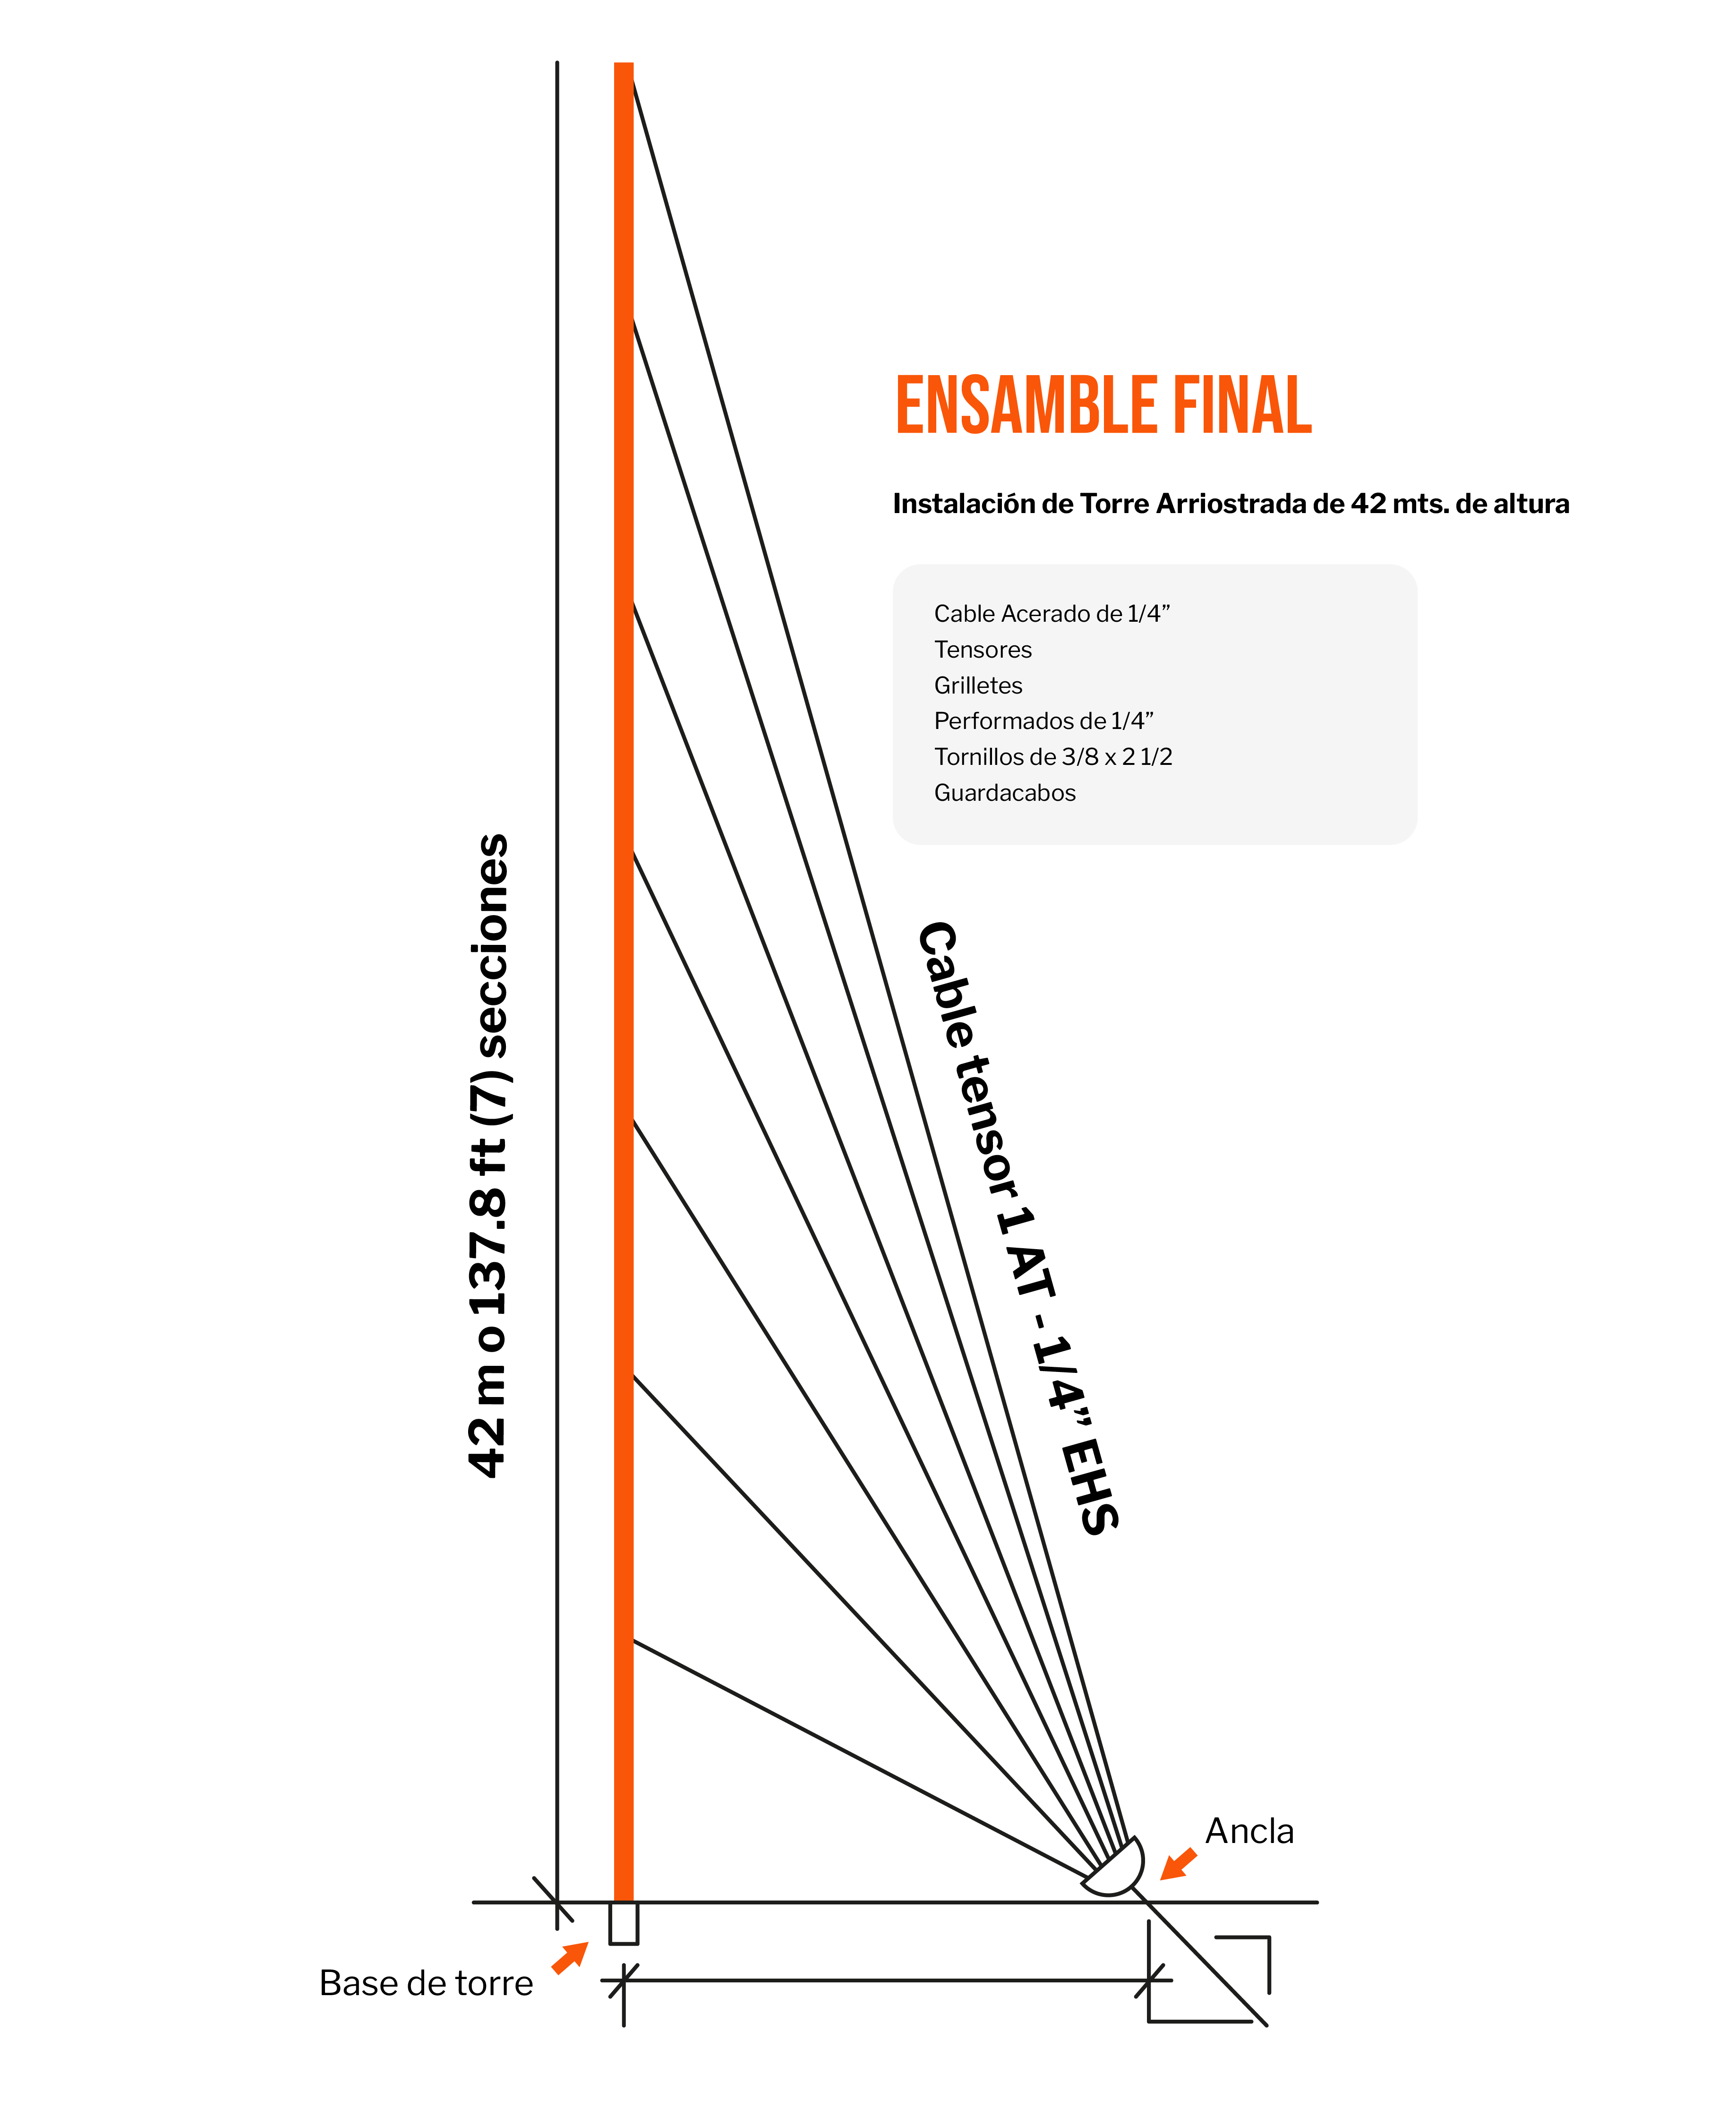 ENSAMBLE FINAL
Instalación de Torre Arriostrada de 42 mts. de altura
Cable Acerado de 1/4”
Tensores
Grilletes
Performados de 1/4”
Tornillos de 3/8 x 2 1/2
Guardacabos
42 m o 137.8 ft (7) secciones
Cable tensor 1 AT - 1/4” EHS
Ancla
Base de torre